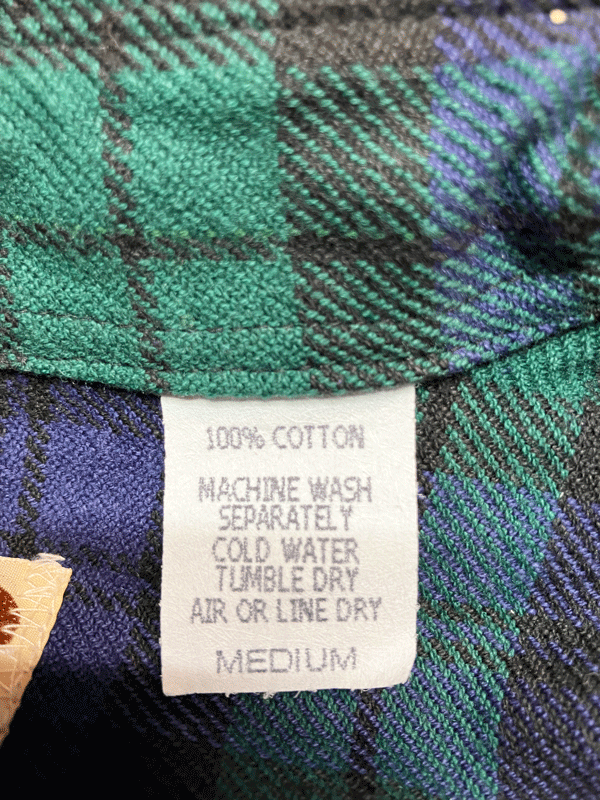 100% COTTON
MACHINE WASH
SEPARATELY
COLD WATER
TUMBLE DRY
AIR OR LINE DRY
MEDIUM